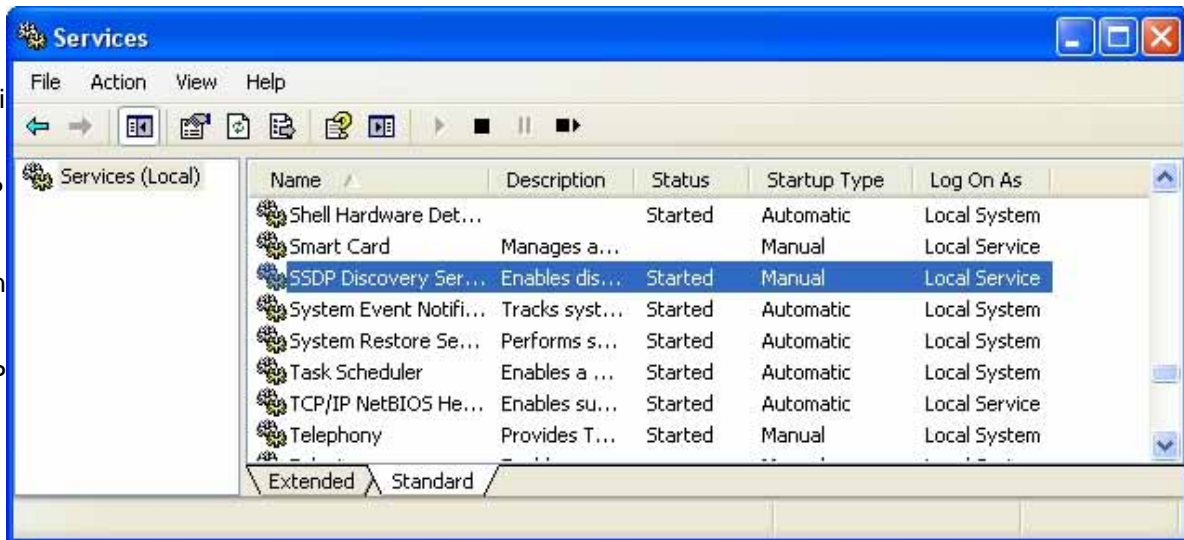 Services
File Action View Help
Services (Local)
Name Description Status Startup Type Log On As
Shell Hardware Det... Started Automatic Local System
Smart Card Manages a... Manual Local Service
SSDP Discovery Ser... Enables dis... Started Manual Local Service
System Event Notifi... Tracks syst... Started Automatic Local System
System Restore Se... Performs s... Started Automatic Local System
Task Scheduler Enables a ... Started Automatic Local System
TCP/IP NetBIOS He... Enables su... Started Automatic Local Service
Telephony Provides T... Started Manual Local System
Extended Standard